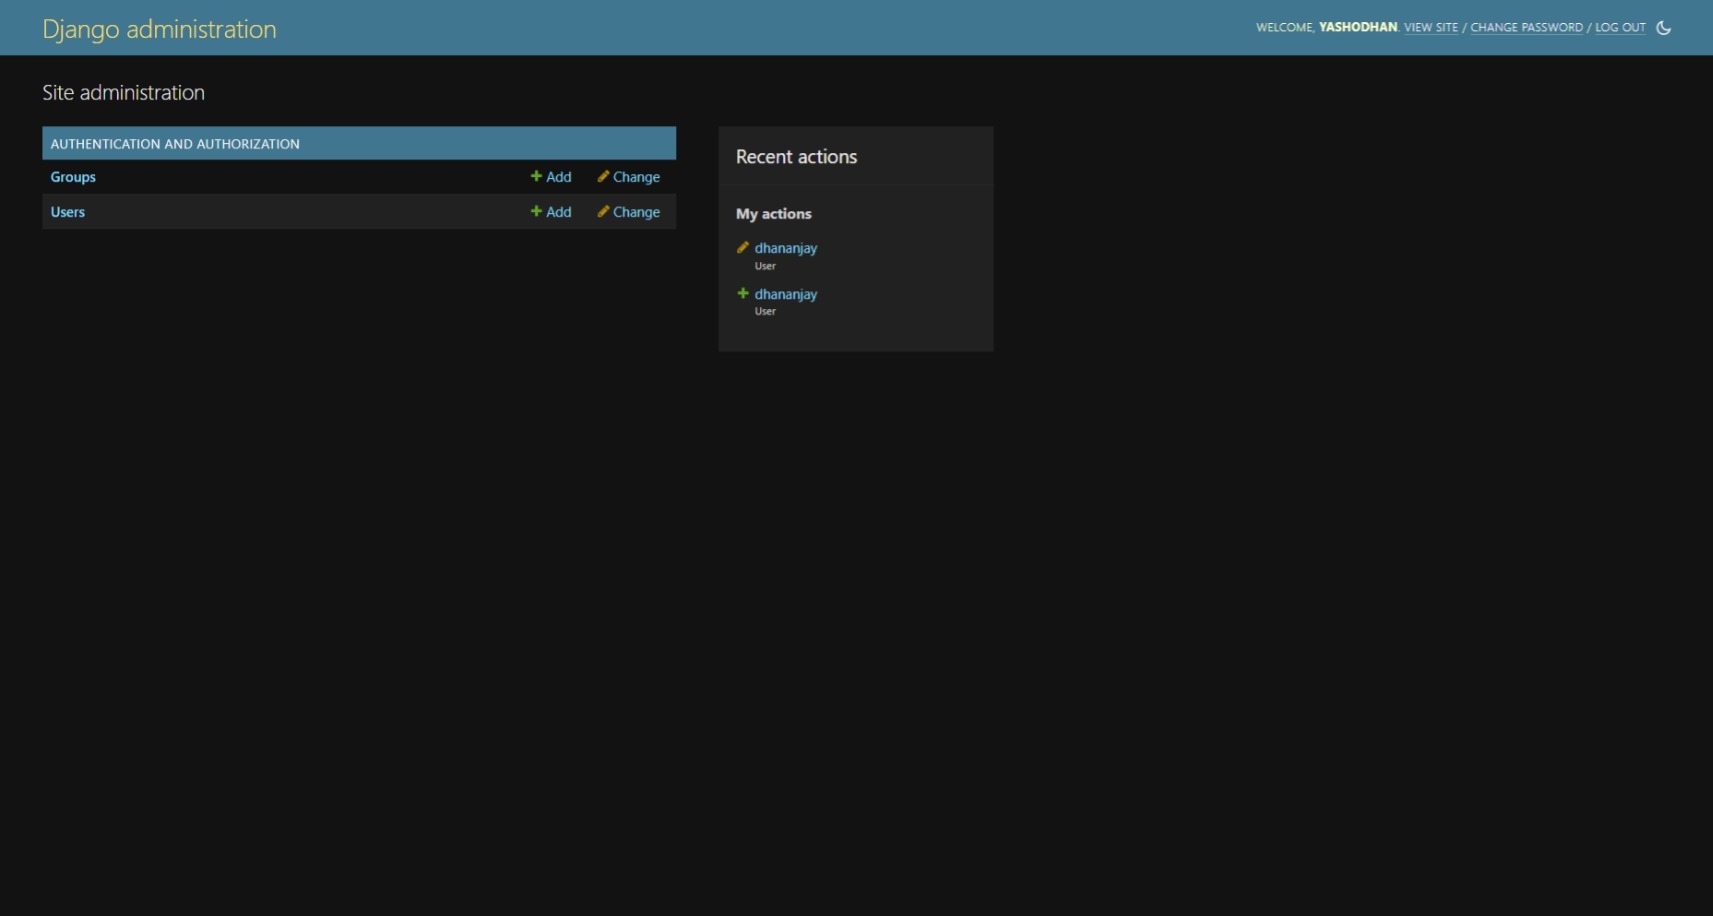 Django administration
WELCOME, YASHODHAN. VIEW SITE / CHANGE PASSWORD / LOG OUT
Site administration
AUTHENTICATION AND AUTHORIZATION
Groups Add Change
Users Add Change
Recent actions
My actions
dhananjay
User
dhananjay
User